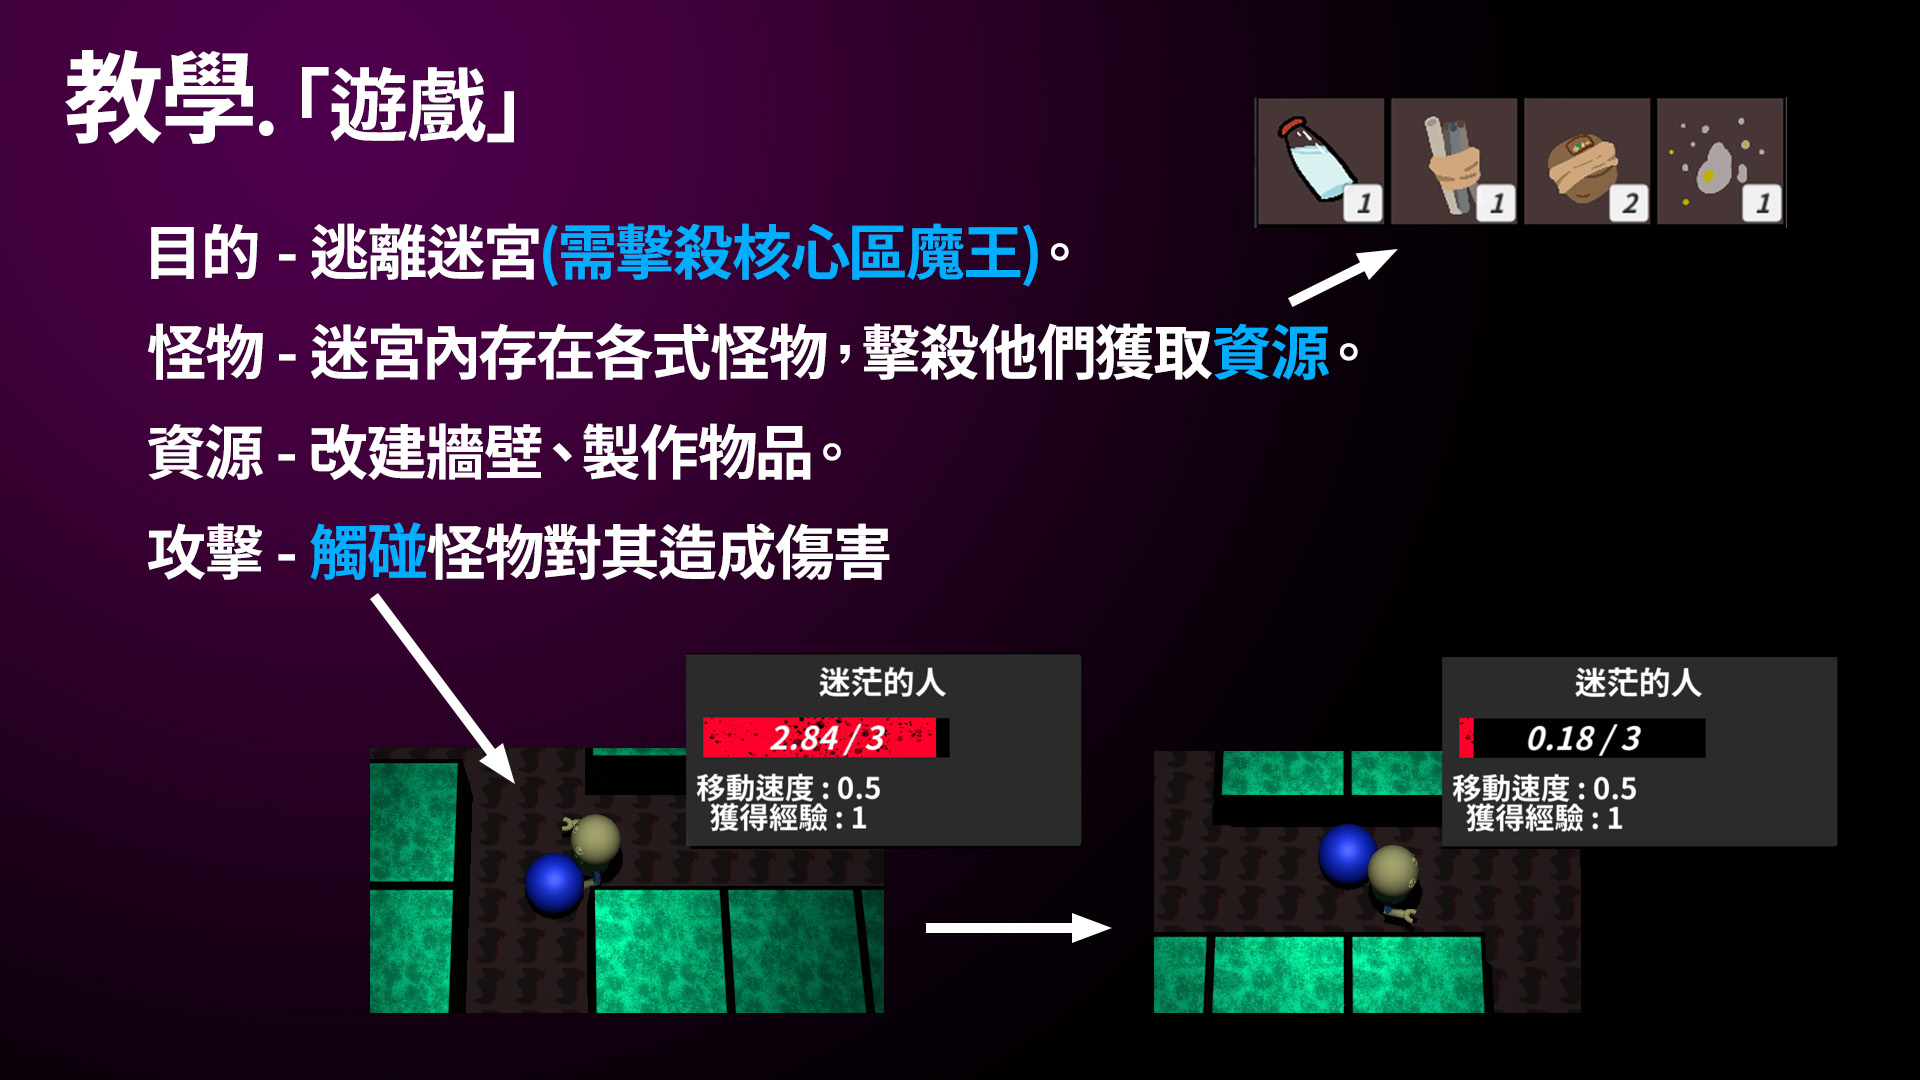 教學.「遊戲」
1 1 2 1
目的 - 逃離迷宮(需擊殺核心區魔王)。
怪物 - 迷宮內存在各式怪物，擊殺他們獲取資源。
資源 - 改建牆壁、製作物品。
攻擊 - 觸碰怪物對其造成傷害
迷茫的人
2.84 / 3
移動速度 : 0.5
獲得經驗 : 1
迷茫的人
0.18 / 3
移動速度 : 0.5
獲得經驗 : 1